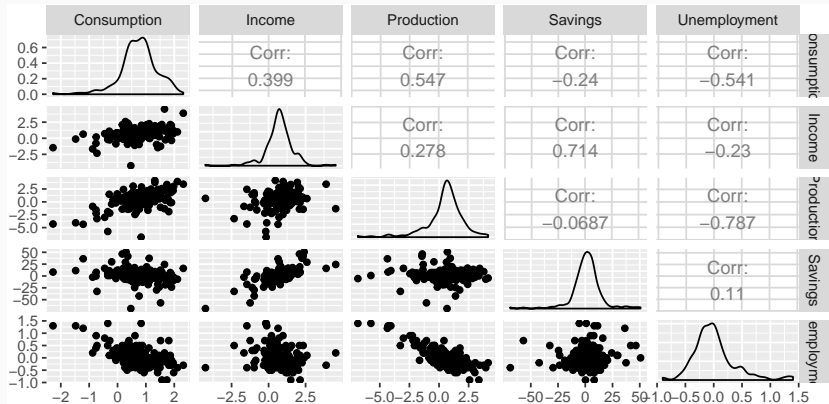 Consumption Income Production Savings Unemployment
0.6
0.4
0.2
0.0
Corr:
0.399
Corr:
0.547
Corr:
−0.24
Corr:
−0.541
2.5
0.0
−2.5
Corr:
0.278
Corr:
0.714
Corr:
−0.23
Income
2.5
0.0
−2.5
−5.0
Corr:
−0.0687
Corr:
−0.787
50
25
0
−25
−50
Corr:
0.11
Savings
1.5
1.0
0.5
0.0
−0.5
−1.0
−2 −1 0 1 2 −2.5 0.0 2.5 −5.0 −2.5 0.0 2.5 −50 −25 0 25 50 −1.0 −0.5 0.0 0.5 1.0 1.5